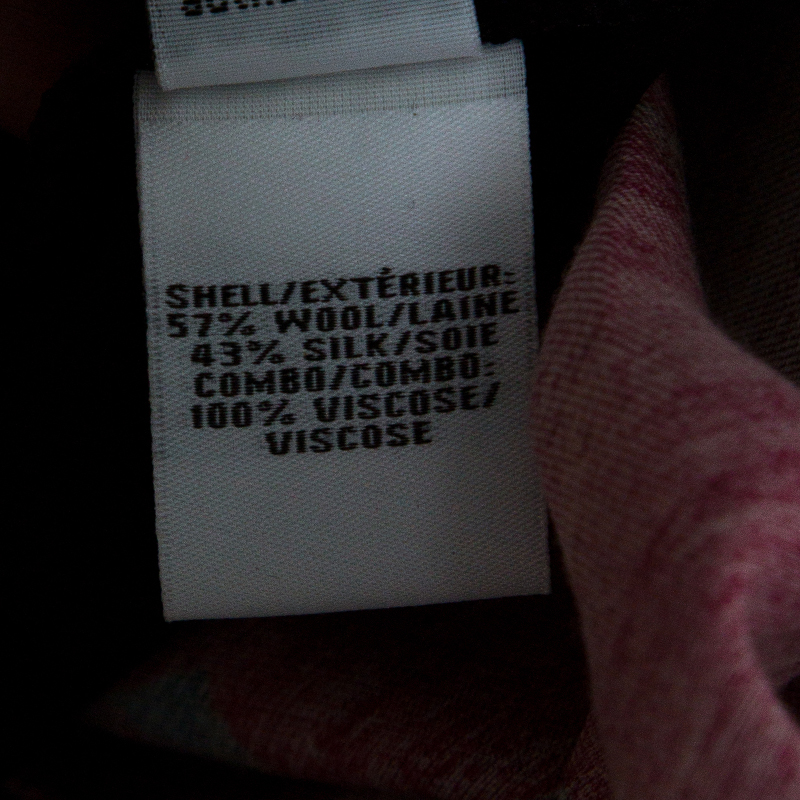 SHELL/EXTÉRIEUR:
57% WOOL/LAINE
43% SILK/SOIE
COMBO/COMBO:
100% VISCOSE/
VISCOSE